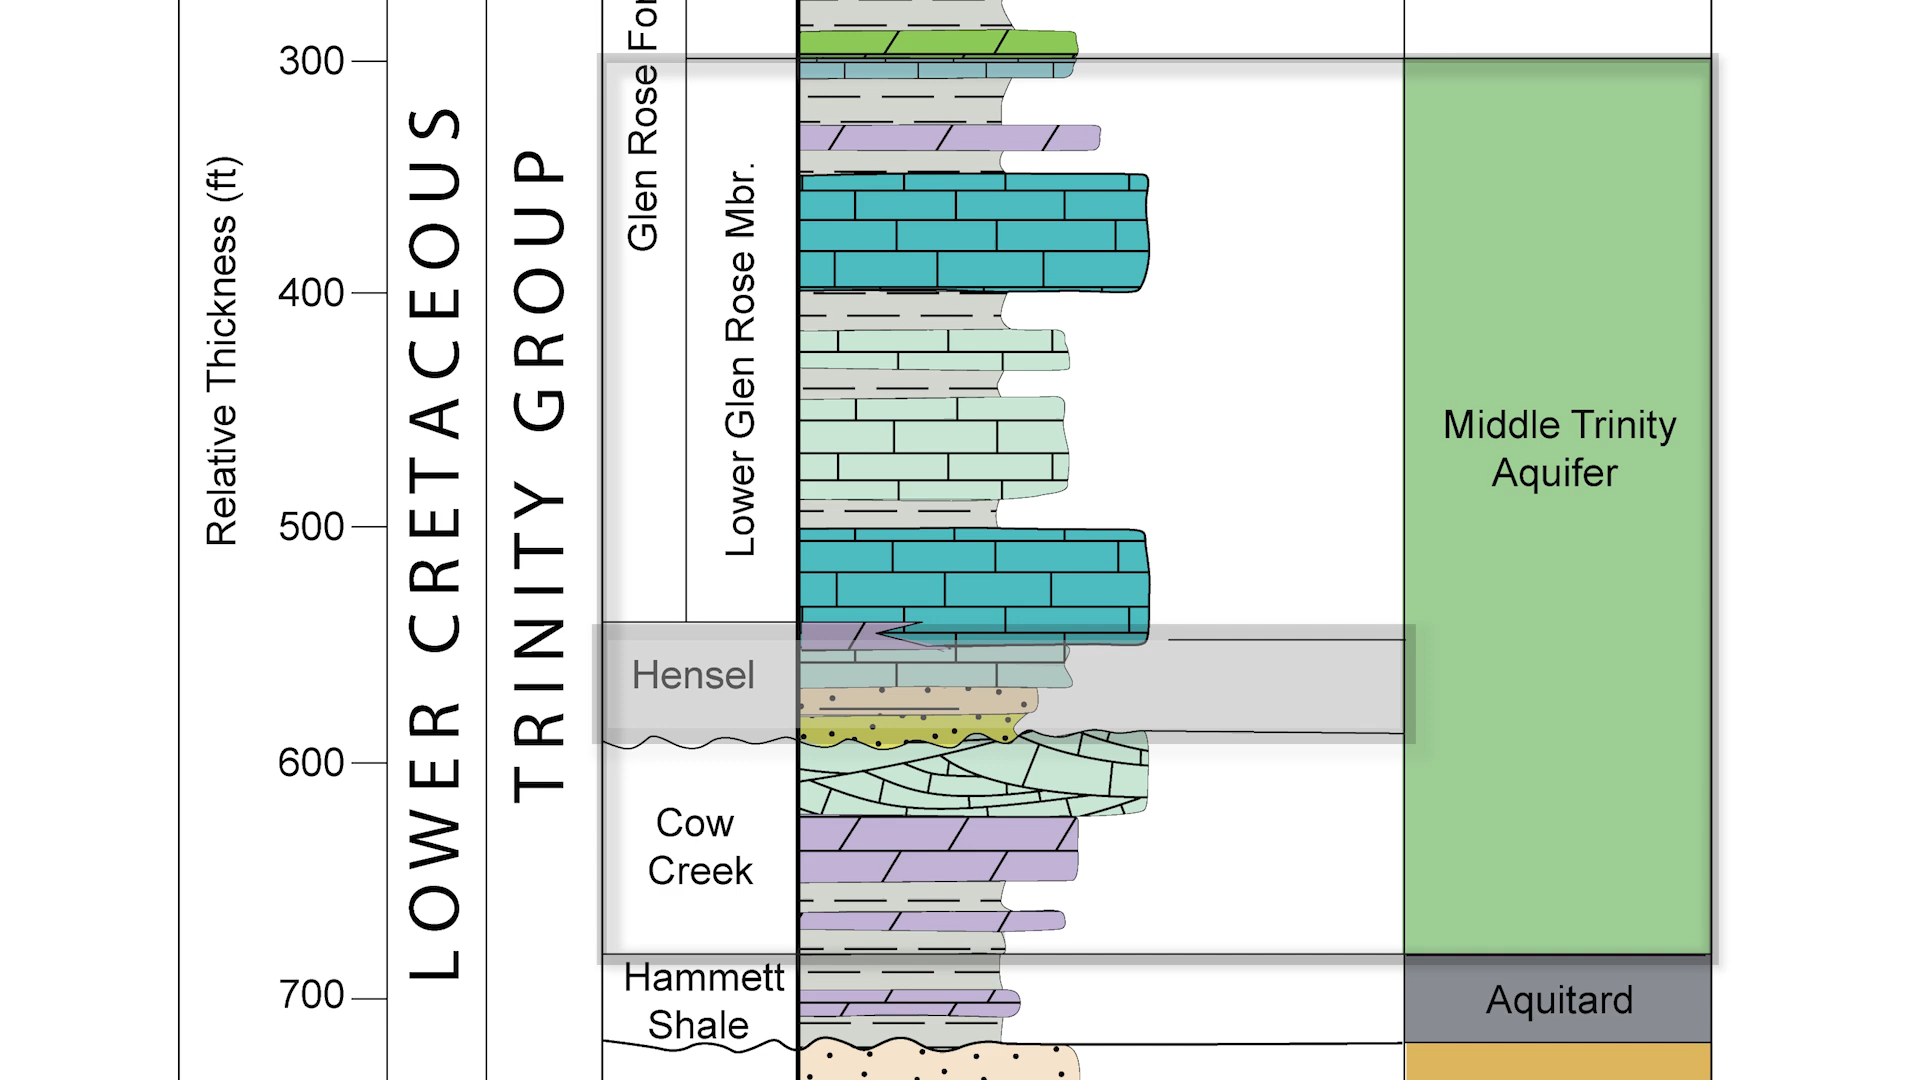 300
400
500
600
700
Relative Thickness (ft)
LOWER CRETACEOUS
TRINITY GROUP
Glen Rose For
Lower Glen Rose Mbr.
Hensel
Cow
Creek
Hammett
Shale
Middle Trinity
Aquifer
Aquitard